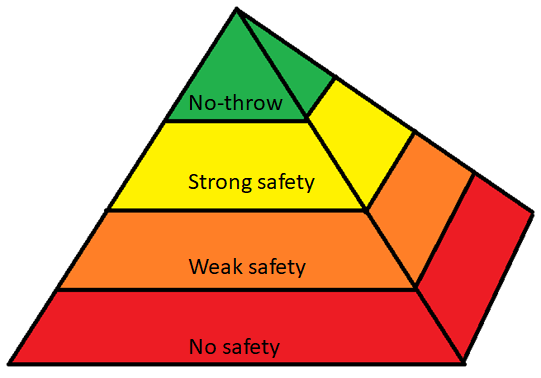 No-throw
Strong safety
Weak safety
No safety